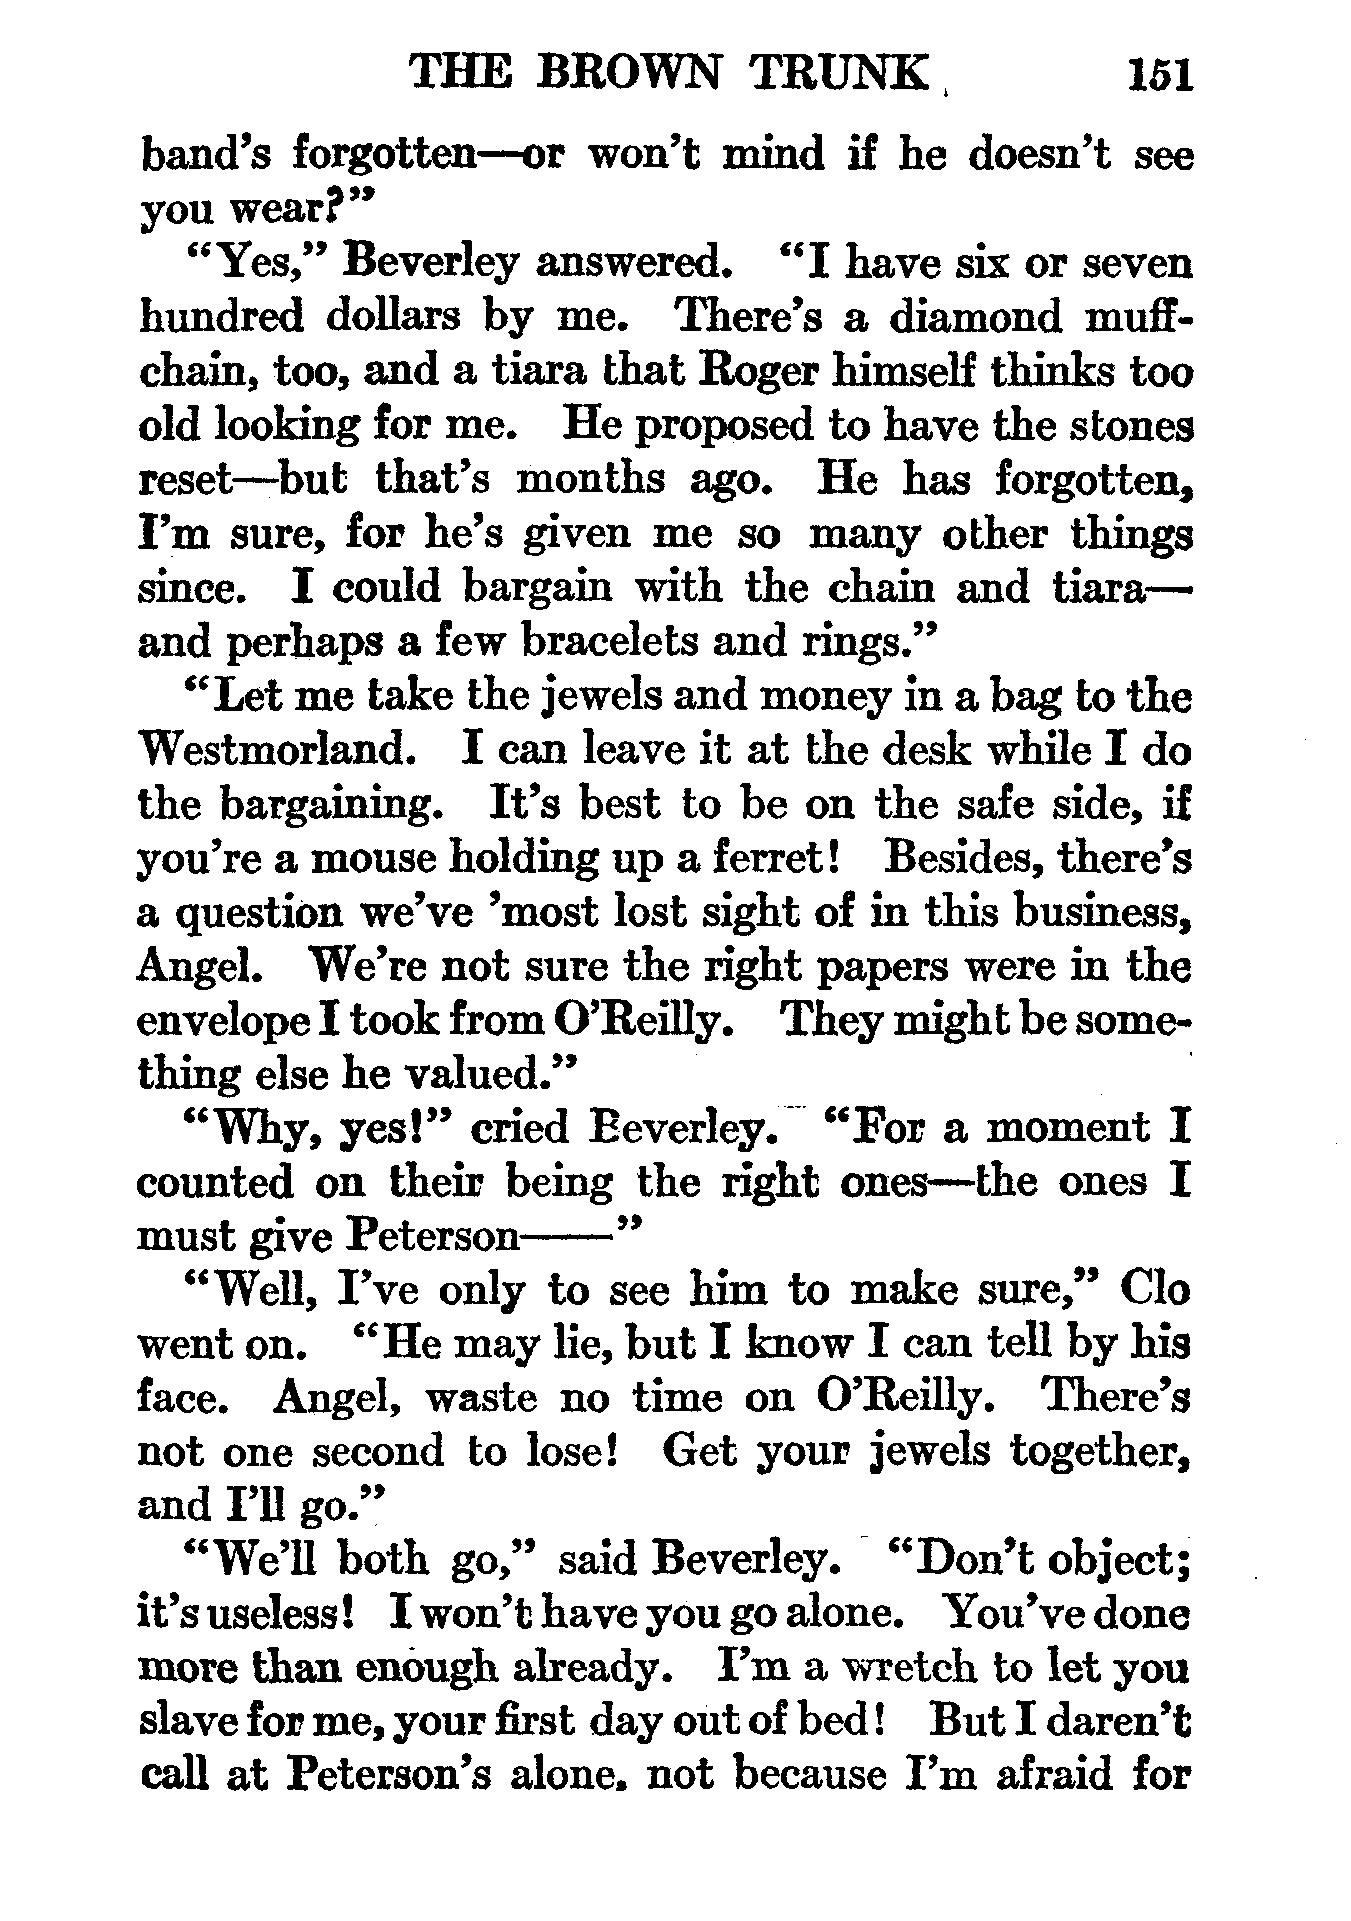 THE BROWN TRUNK 151
band's forgotten—or won't mind if he doesn't see
you wear?"
"Yes," Beverley answered. "I have six or seven
hundred dollars by me. There's a diamond muff-
chain, too, and a tiara that Roger himself thinks too
old looking for me. He proposed to have the stones
reset—but that's months ago. He has forgotten,
I'm sure, for he's given me so many other things
since. I could bargain with the chain and tiara—
and perhaps a few bracelets and rings."
"Let me take the jewels and money in a bag to the
Westmorland. I can leave it at the desk while I do
the bargaining. It's best to be on the safe side, if
you're a mouse holding up a ferret! Besides, there's
a question we've 'most lost sight of in this business,
Angel. We're not sure the right papers were in the
envelope I took from O'Reilly. They might be some-
thing else he valued."
"Why, yes!" cried Beverley. "For a moment I
counted on their being the right ones—the ones I
must give Peterson——"
"Well, I've only to see him to make sure," Clo
went on. "He may lie, but I know I can tell by his
face. Angel, waste no time on O'Reilly. There's
not one second to lose! Get your jewels together,
and I'll go."
"We'll both go," said Beverley. "Don't object;
it's useless! I won't have you go alone. You've done
more than enough already. I'm a wretch to let you
slave for me, your first day out of bed! But I daren't
call at Peterson's alone. not because I'm afraid for